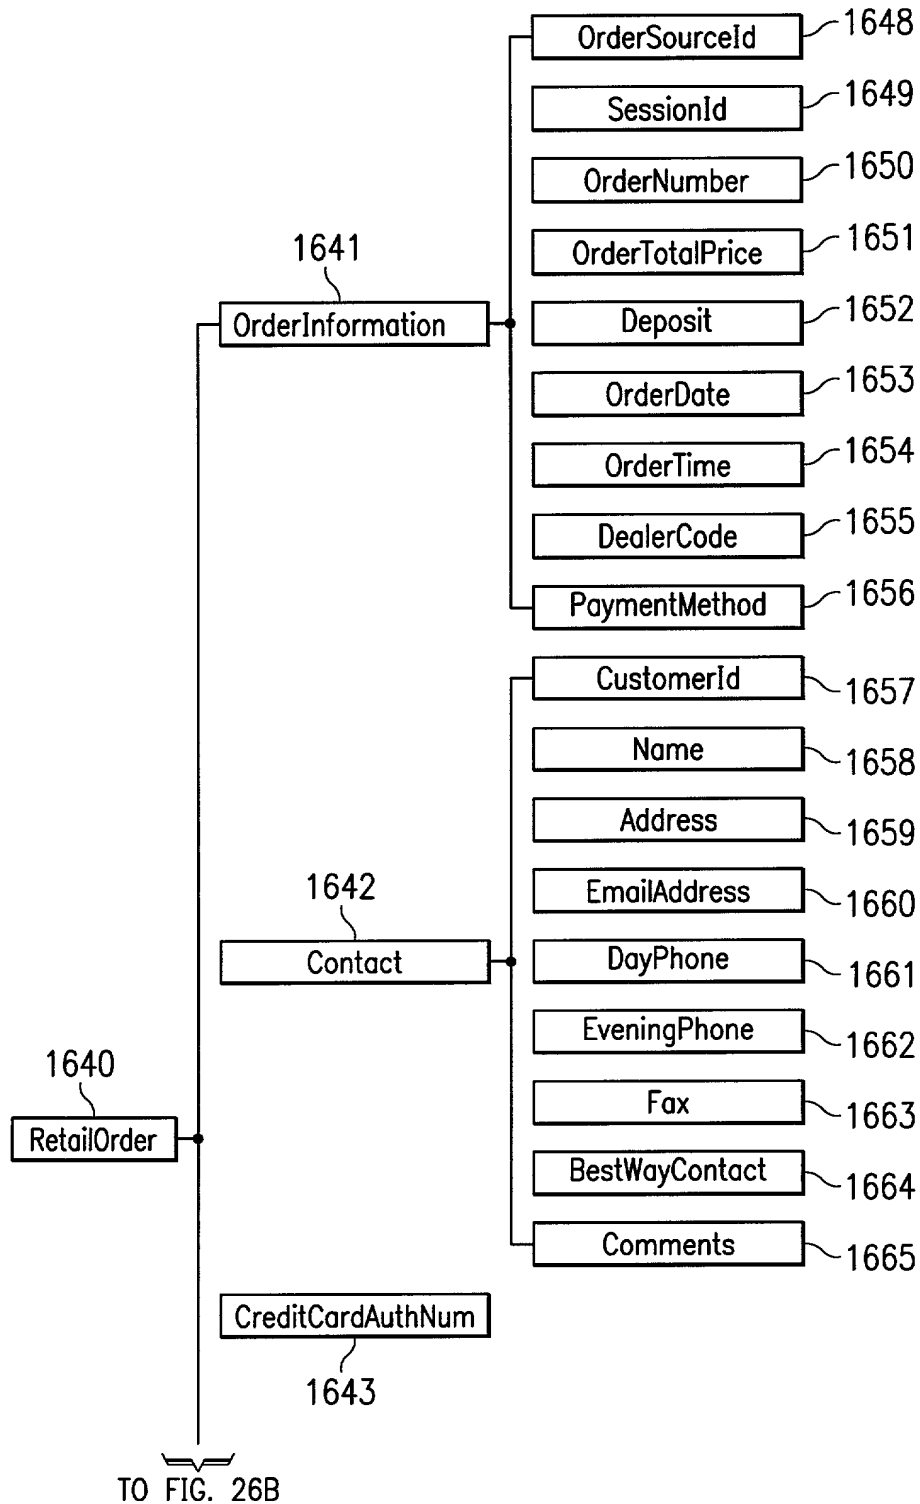 OrderSourceId
1648
SessionId
1649
OrderNumber
1650
OrderTotalPrice
1651
1641
OrderInformation
Deposit
1652
OrderDate
1653
OrderTime
1654
DealerCode
1655
PaymentMethod
1656
CustomerId
1657
Name
1658
Address
1659
1642
EmailAddress
1660
Contact
DayPhone
1661
EveningPhone
1662
1640
RetailOrder
Fax
1663
BestWayContact
1664
Comments
1665
CreditCardAuthNum
1643
TO FIG. 26B